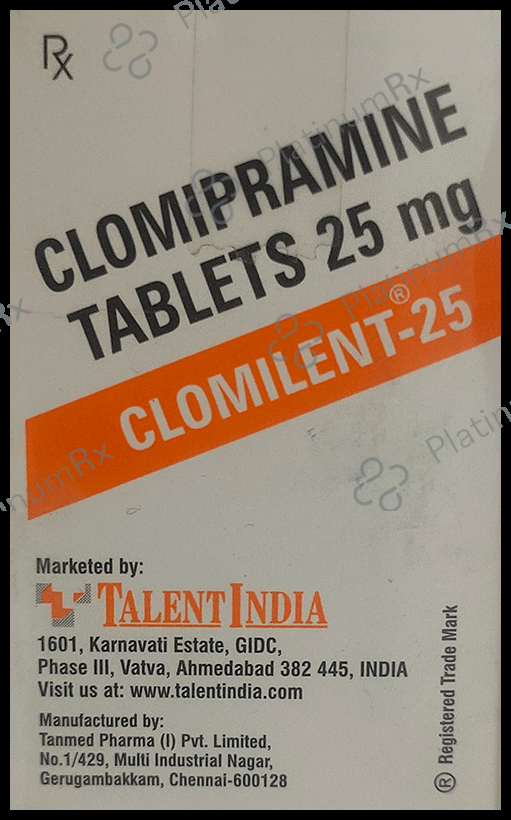 Rx
PlatinumRx
PlatinumRx
CLOMIPRAMINE
TABLETS 25 mg
PlatinumRx
CLOMILENT®-25
Marketed by:
TALENT INDIA
1601, Karnavati Estate, GIDC,
Phase III, Vatva, Ahmedabad 382 445, INDIA
Visit us at: www.talentindia.com
Manufactured by:
Tanmed Pharma (I) Pvt. Limited,
No.1/429, Multi Industrial Nagar,
Gerugambakkam, Chennai-600128
® Registered Trade Mark